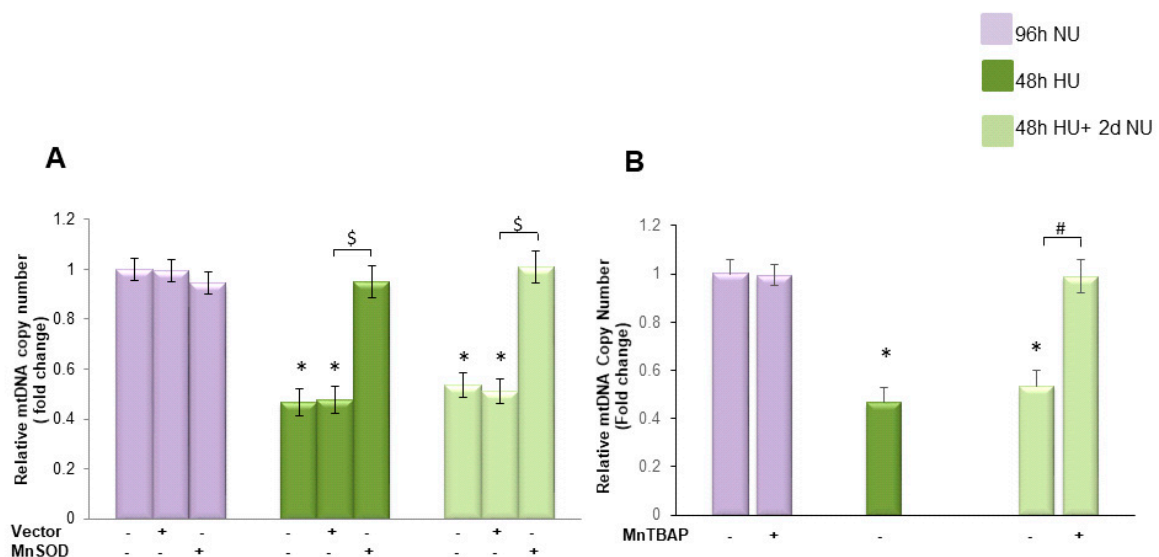 96h NU
48h HU
48h HU+ 2d NU
A
Relative mtDNA copy number
( fold change)
1.2
1
0.8
0.6
0.4
0.2
0
* * $
* * $
Vector - + - - + - - + -
MnSOD - - + - - + - - +
B
Relative mtDNA Copy Number
(Fold change)
1.2
1
0.8
0.6
0.4
0.2
0
*
* #
MnTBAP - + - - +